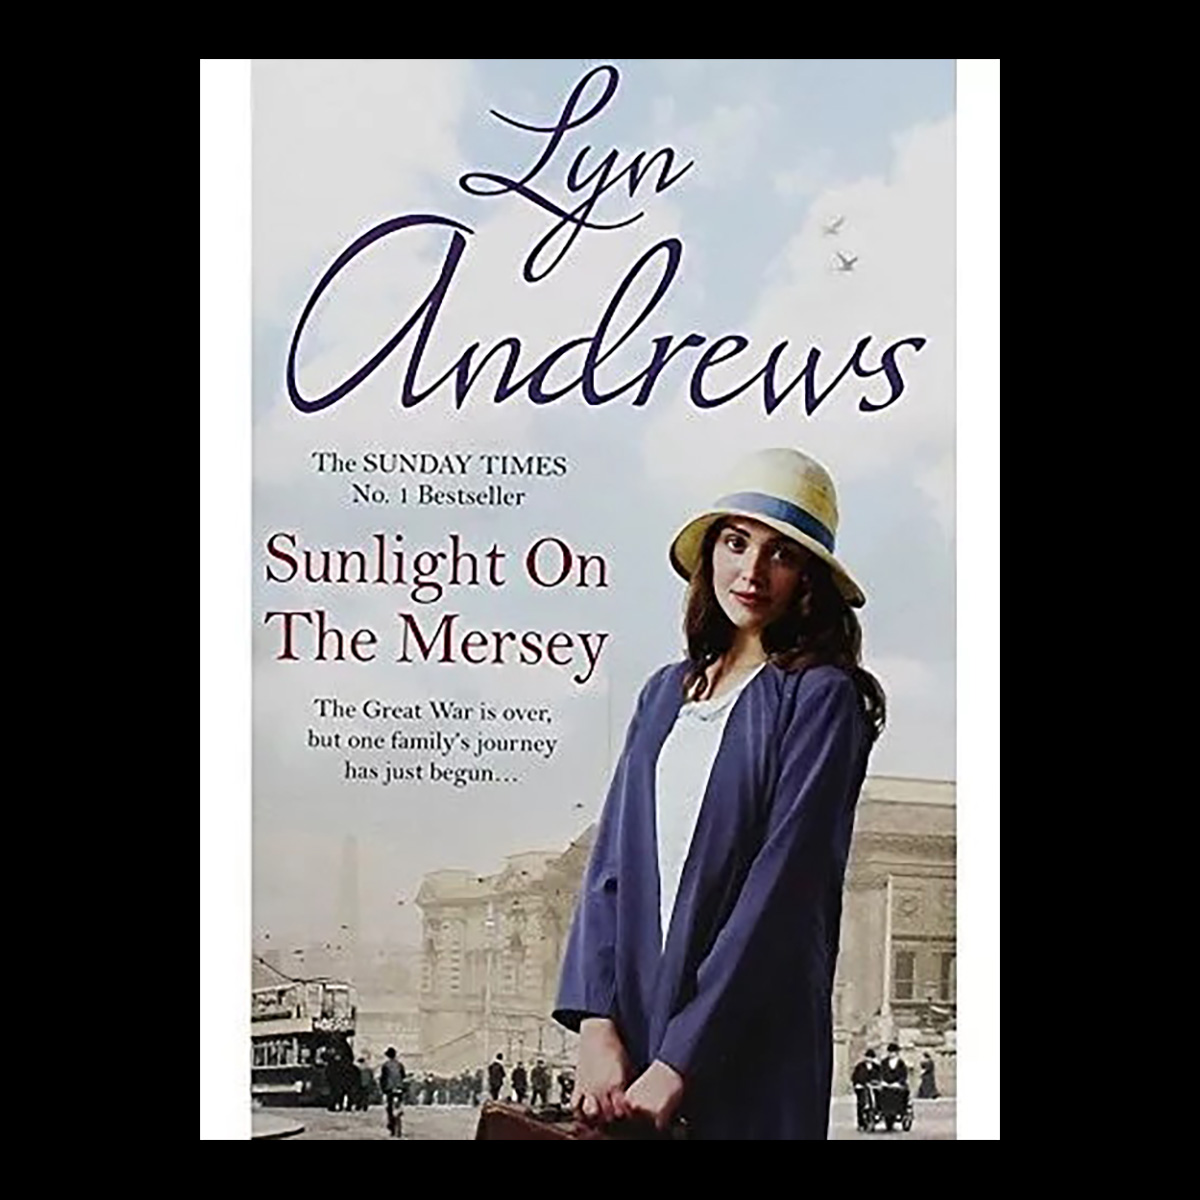 Lyn
Andrews
The SUNDAY TIMES
No. 1 Bestseller
Sunlight On
The Mersey
The Great War is over,
but one family's journey
has just begun...